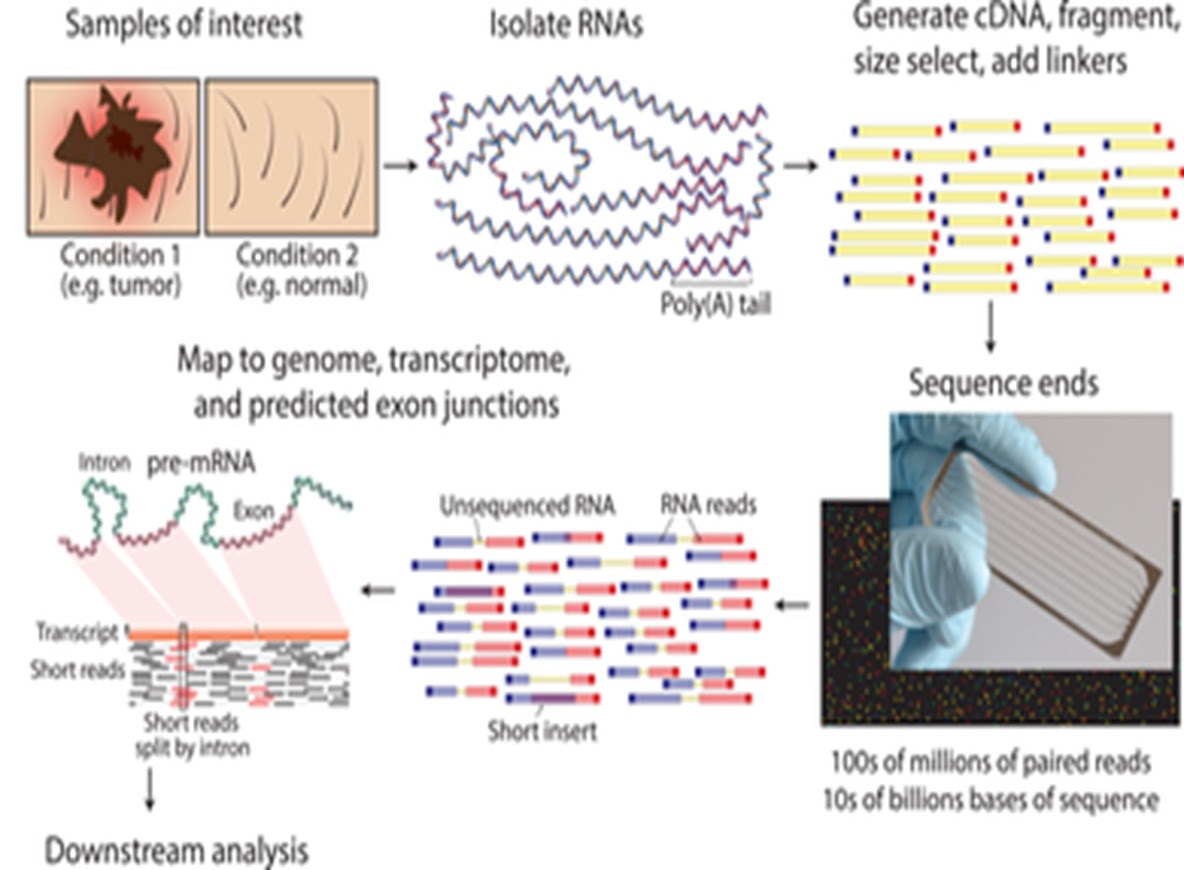 Samples of interest
Isolate RNAs
Generate cDNA, fragment,
size select, add linkers
Condition 1
(e.g. tumor)
Condition 2
(e.g. normal)
Poly(A) tail
Map to genome, transcriptome,
and predicted exon junctions
Sequence ends
Intron
pre-mRNA
Exon
Unsequenced RNA
RNA reads
Transcript
Short reads
Short reads
split by intron
Short insert
100s of millions of paired reads
10s of billions bases of sequence
Downstream analysis